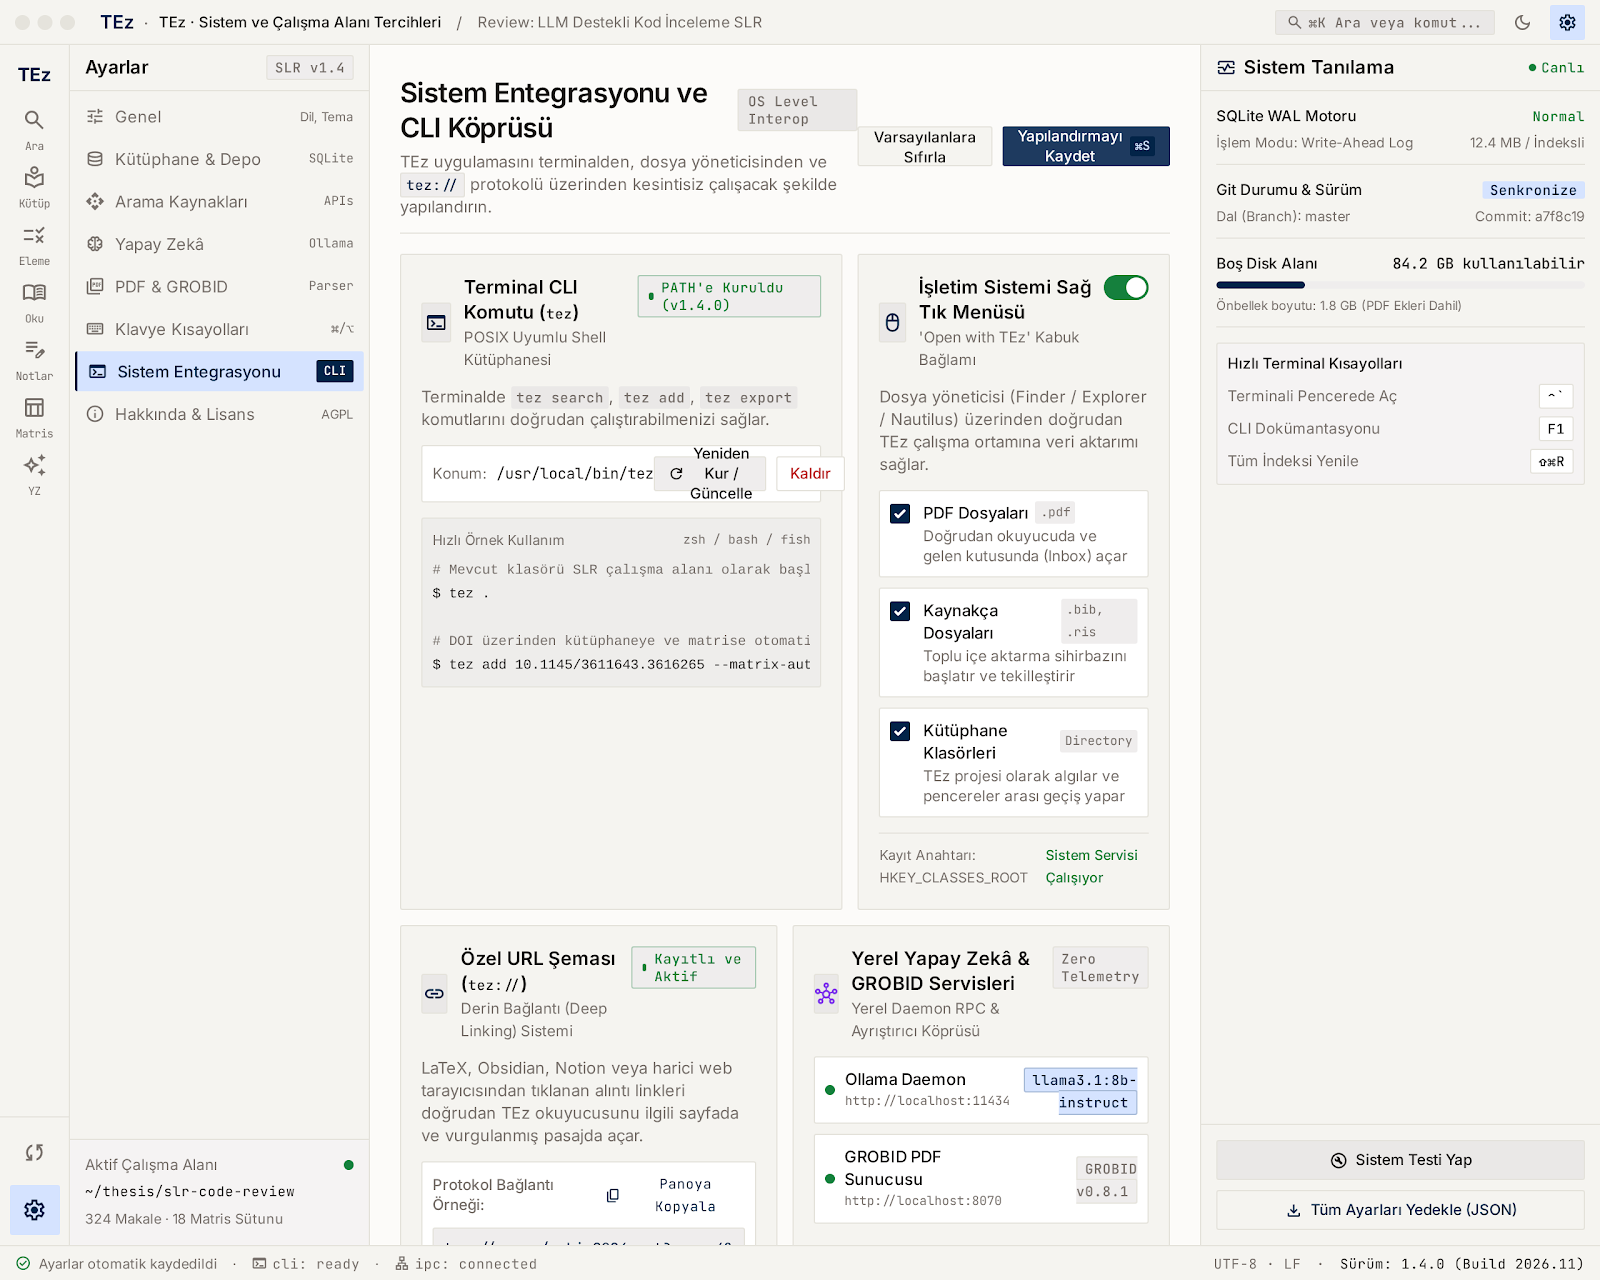 TEz · TEz · Sistem ve Çalışma Alanı Tercihleri / Review: LLM Destekli Kod İnceleme SLR
⌘K Ara veya komut...
TEz
Ara
Kütüp
Eleme
Oku
Notlar
Matris
YZ
Ayarlar SLR v1.4
Genel Dil, Tema
Kütüphane & Depo SQLite
Arama Kaynakları APIs
Yapay Zekâ Ollama
PDF & GROBID Parser
Klavye Kısayolları ⌘/⌥
Sistem Entegrasyonu CLI
Hakkında & Lisans AGPL
Aktif Çalışma Alanı
~/thesis/slr-code-review
324 Makale · 18 Matris Sütunu
Sistem Entegrasyonu ve
CLI Köprüsü
OS Level
Interop
TEz uygulamasını terminalden, dosya yöneticisinden ve
tez:// protokolü üzerinden kesintisiz çalışacak şekilde
yapılandırın.
Varsayılanlara
Sıfırla
Yapılandırmayı
Kaydet ⌘S
Terminal CLI
Komutu (tez)
POSIX Uyumlu Shell
Kütüphanesi
PATH'e Kuruldu
(v1.4.0)
Terminalde tez search, tez add, tez export
komutlarını doğrudan çalıştırabilmenizi sağlar.
Konum: /usr/local/bin/tez
Yeniden
Kur /
Güncelle
Kaldır
Hızlı Örnek Kullanım zsh / bash / fish
# Mevcut klasörü SLR çalışma alanı olarak başl
$ tez .
# DOI üzerinden kütüphaneye ve matrise otomati
$ tez add 10.1145/3611643.3616265 --matrix-aut
İşletim Sistemi Sağ
Tık Menüsü
'Open with TEz' Kabuk
Bağlamı
Dosya yöneticisi (Finder / Explorer
/ Nautilus) üzerinden doğrudan
TEz çalışma ortamına veri aktarımı
sağlar.
PDF Dosyaları .pdf
Doğrudan okuyucuda ve
gelen kutusunda (Inbox) açar
Kaynakça
Dosyaları
.bib,
.ris
Toplu içe aktarma sihirbazını
başlatır ve tekilleştirir
Kütüphane
Klasörleri
Directory
TEz projesi olarak algılar ve
pencereler arası geçiş yapar
Kayıt Anahtarı:
HKEY_CLASSES_ROOT
Sistem Servisi
Çalışıyor
Özel URL Şeması
(tez://)
Derin Bağlantı (Deep
Linking) Sistemi
Kayıtlı ve
Aktif
LaTeX, Obsidian, Notion veya harici web
tarayıcısından tıklanan alıntı linkleri
doğrudan TEz okuyucusunu ilgili sayfada
ve vurgulanmış pasajda açar.
Protokol Bağlantı
Örneği:
Panoya
Kopyala
Yerel Yapay Zekâ &
GROBID Servisleri
Yerel Daemon RPC &
Ayrıştırıcı Köprüsü
Zero
Telemetry
Ollama Daemon
http://localhost:11434
llama3.1:8b-
instruct
GROBID PDF
Sunucusu
http://localhost:8070
GROBID
v0.8.1
Sistem Tanılama Canlı
SQLite WAL Motoru Normal
İşlem Modu: Write-Ahead Log 12.4 MB / İndeksli
Git Durumu & Sürüm Senkronize
Dal (Branch): master Commit: a7f8c19
Boş Disk Alanı 84.2 GB kullanılabilir
Önbellek boyutu: 1.8 GB (PDF Ekleri Dahil)
Hızlı Terminal Kısayolları
Terminali Pencerede Aç ⌃`
CLI Dokümantasyonu F1
Tüm İndeksi Yenile ⇧⌘R
Sistem Testi Yap
Tüm Ayarları Yedekle (JSON)
Ayarlar otomatik kaydedildi · cli: ready · ipc: connected
UTF-8 · LF · Sürüm: 1.4.0 (Build 2026.11)